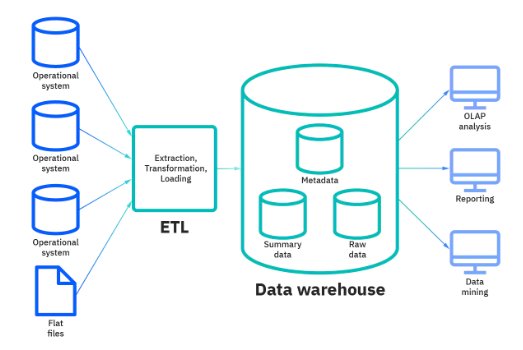 Operational
system
Operational
system
Operational
system
Flat
files
Extraction,
Transformation,
Loading
ETL
Metadata
Summary
data
Raw
data
Data warehouse
OLAP
analysis
Reporting
Data
mining